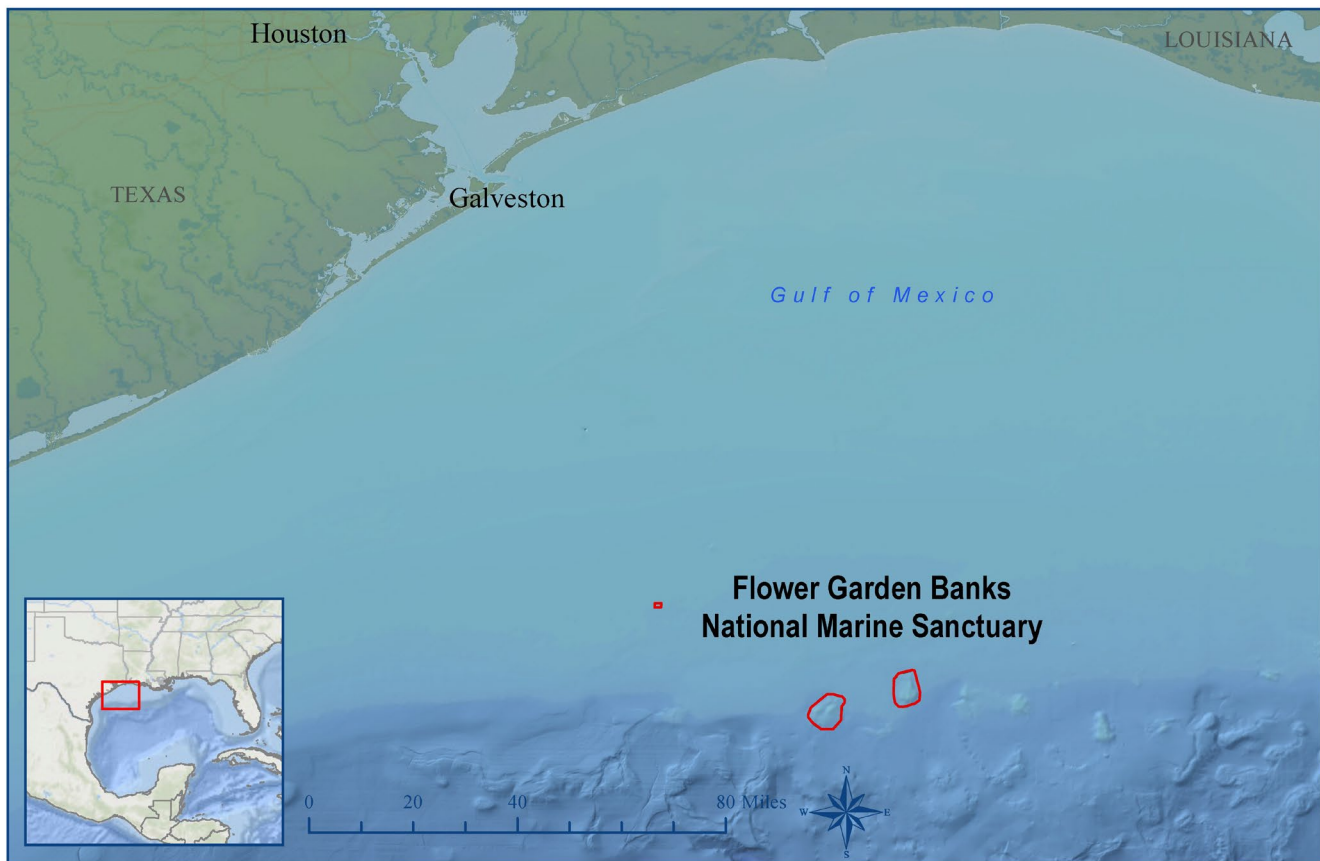 Houston
LOUISIANA
TEXAS
Galveston
Gulf of Mexico
Flower Garden Banks
National Marine Sanctuary
N
W E
S
0 20 40 80 Miles